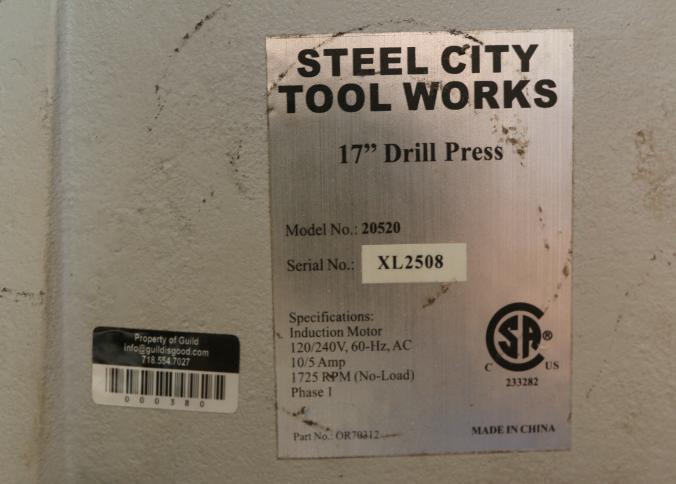 STEEL CITY
TOOL WORKS
17” Drill Press
Model No.: 20520
Serial No.: XL2508
Specifications:
Induction Motor
120/240V, 60-Hz, AC
10/5 Amp
1725 RPM (No-Load)
Phase 1
Part No.: OR70312
SA ®
C US
233282
MADE IN CHINA
Property of Guild
info@guildisgood.com
718.554.7027
000380